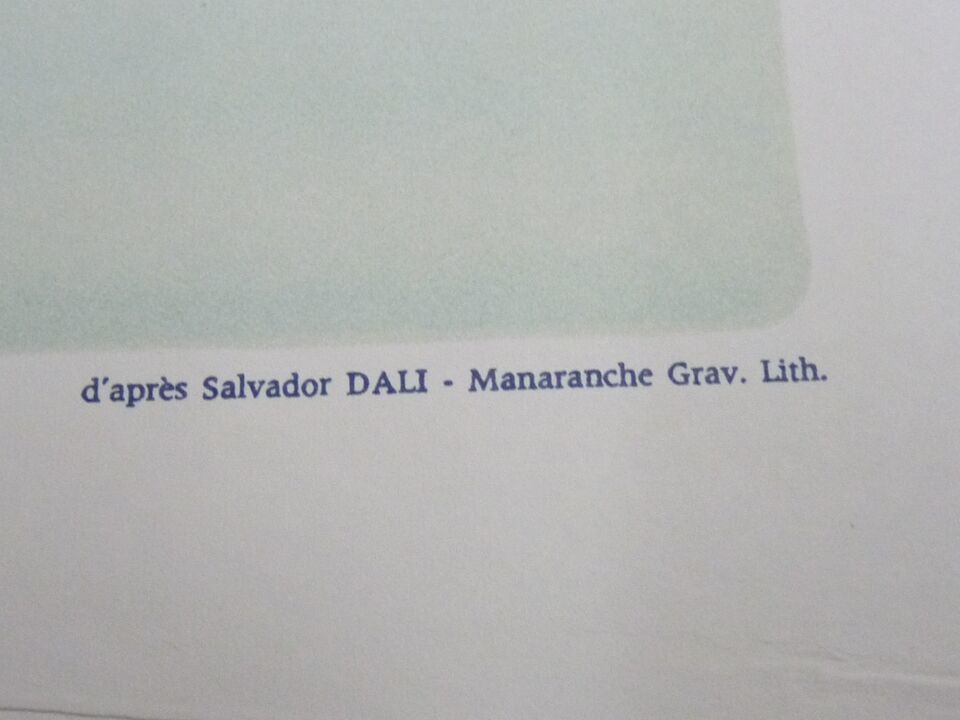 d'après Salvador DALI - Manaranche Grav. Lith.